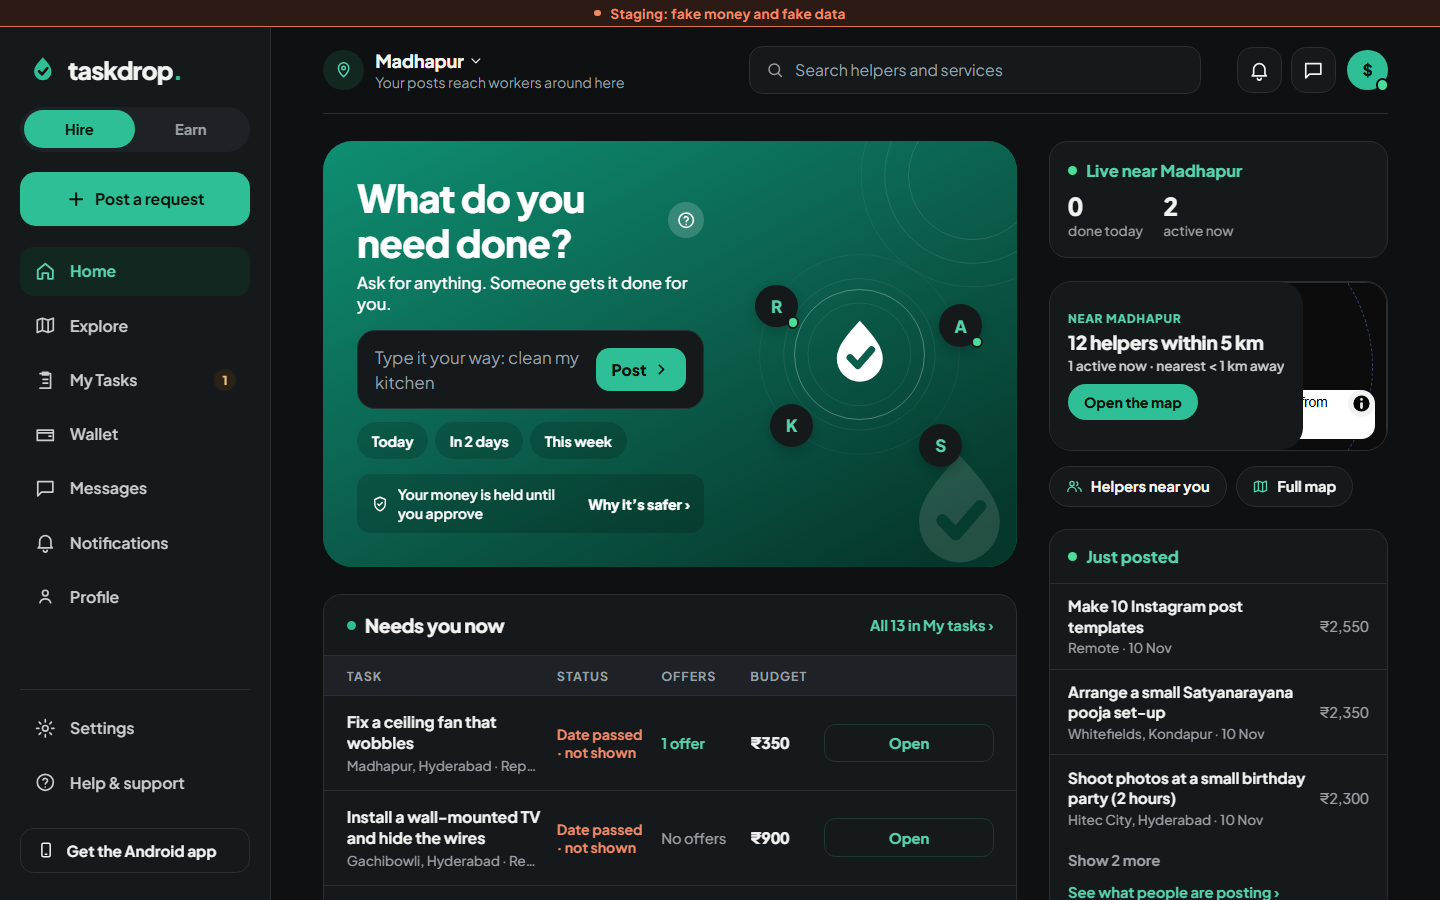 Staging: fake money and fake data
taskdrop.
Hire
Earn
Post a request
Home
Explore
My Tasks
1
Wallet
Messages
Notifications
Profile
Settings
Help & support
Get the Android app
Madhapur
Your posts reach workers around here
Search helpers and services
$
What do you
need done?
Ask for anything. Someone gets it done for
you.
Type it your way: clean my
kitchen
Post
Today
In 2 days
This week
Your money is held until
you approve
Why it's safer ›
R
A
K
S
Needs you now
All 13 in My tasks ›
TASK
STATUS
OFFERS
BUDGET
Fix a ceiling fan that
wobbles
Madhapur, Hyderabad · Rep...
Date passed
· not shown
1 offer
₹350
Open
Install a wall-mounted TV
and hide the wires
Gachibowli, Hyderabad · Re...
Date passed
· not shown
No offers
₹900
Open
Live near Madhapur
0
done today
2
active now
NEAR MADHAPUR
12 helpers within 5 km
1 active now · nearest < 1 km away
Open the map
from
Helpers near you
Full map
Just posted
Make 10 Instagram post
templates
Remote · 10 Nov
₹2,550
Arrange a small Satyanarayana
pooja set-up
Whitefields, Kondapur · 10 Nov
₹2,350
Shoot photos at a small birthday
party (2 hours)
Hitec City, Hyderabad · 10 Nov
₹2,300
Show 2 more
See what people are posting ›